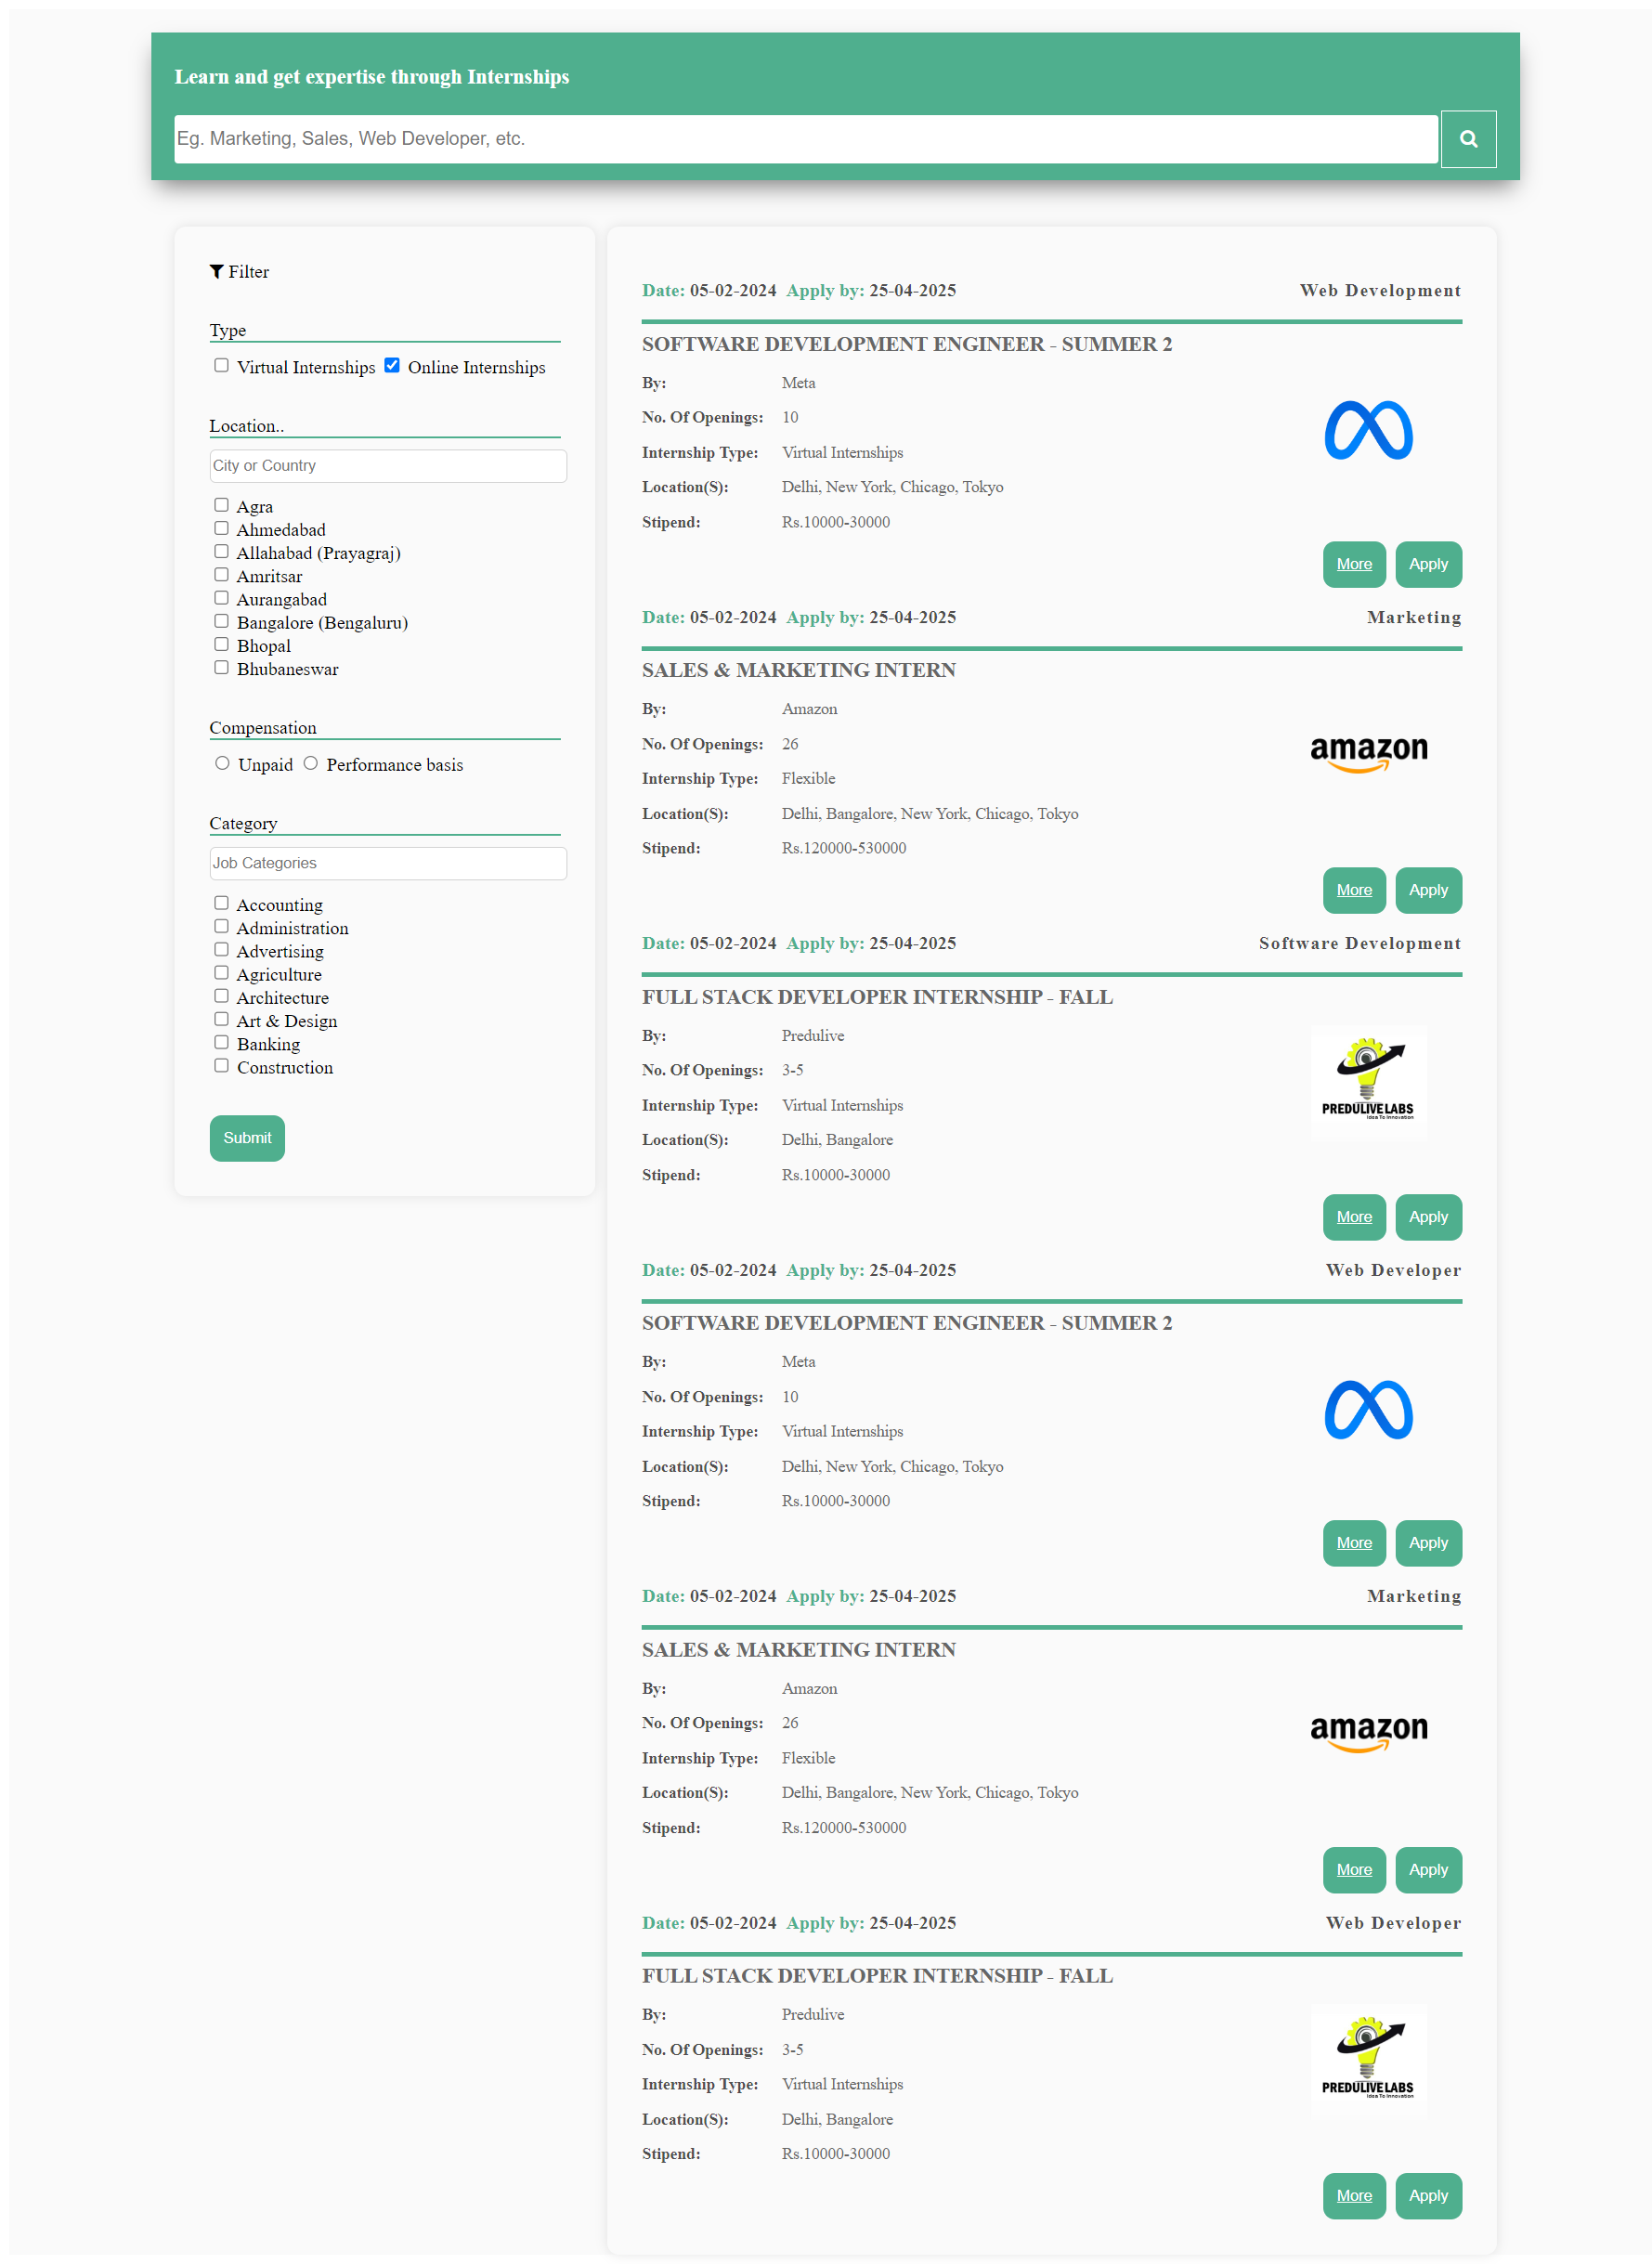 Learn and get expertise through Internships
Eg. Marketing, Sales, Web Developer, etc.
Filter
Type
Virtual Internships Online Internships
Location..
City or Country
Agra
Ahmedabad
Allahabad (Prayagraj)
Amritsar
Aurangabad
Bangalore (Bengaluru)
Bhopal
Bhubaneswar
Compensation
Unpaid Performance basis
Category
Job Categories
Accounting
Administration
Advertising
Agriculture
Architecture
Art & Design
Banking
Construction
Submit
Date: 05-02-2024 Apply by: 25-04-2025 Web Development
SOFTWARE DEVELOPMENT ENGINEER - SUMMER 2
By: Meta
No. Of Openings: 10
Internship Type: Virtual Internships
Location(S): Delhi, New York, Chicago, Tokyo
Stipend: Rs.10000-30000
More Apply
Date: 05-02-2024 Apply by: 25-04-2025 Marketing
SALES & MARKETING INTERN
By: Amazon
No. Of Openings: 26
amazon
Internship Type: Flexible
Location(S): Delhi, Bangalore, New York, Chicago, Tokyo
Stipend: Rs.120000-530000
More Apply
Date: 05-02-2024 Apply by: 25-04-2025 Software Development
FULL STACK DEVELOPER INTERNSHIP - FALL
By: Predulive
No. Of Openings: 3-5
Internship Type: Virtual Internships
PREDULIVE LABS
Idea To Innovation
Location(S): Delhi, Bangalore
Stipend: Rs.10000-30000
More Apply
Date: 05-02-2024 Apply by: 25-04-2025 Web Developer
SOFTWARE DEVELOPMENT ENGINEER - SUMMER 2
By: Meta
No. Of Openings: 10
Internship Type: Virtual Internships
Location(S): Delhi, New York, Chicago, Tokyo
Stipend: Rs.10000-30000
More Apply
Date: 05-02-2024 Apply by: 25-04-2025 Marketing
SALES & MARKETING INTERN
By: Amazon
No. Of Openings: 26
amazon
Internship Type: Flexible
Location(S): Delhi, Bangalore, New York, Chicago, Tokyo
Stipend: Rs.120000-530000
More Apply
Date: 05-02-2024 Apply by: 25-04-2025 Web Developer
FULL STACK DEVELOPER INTERNSHIP - FALL
By: Predulive
No. Of Openings: 3-5
Internship Type: Virtual Internships
PREDULIVE LABS
Idea To Innovation
Location(S): Delhi, Bangalore
Stipend: Rs.10000-30000
More Apply